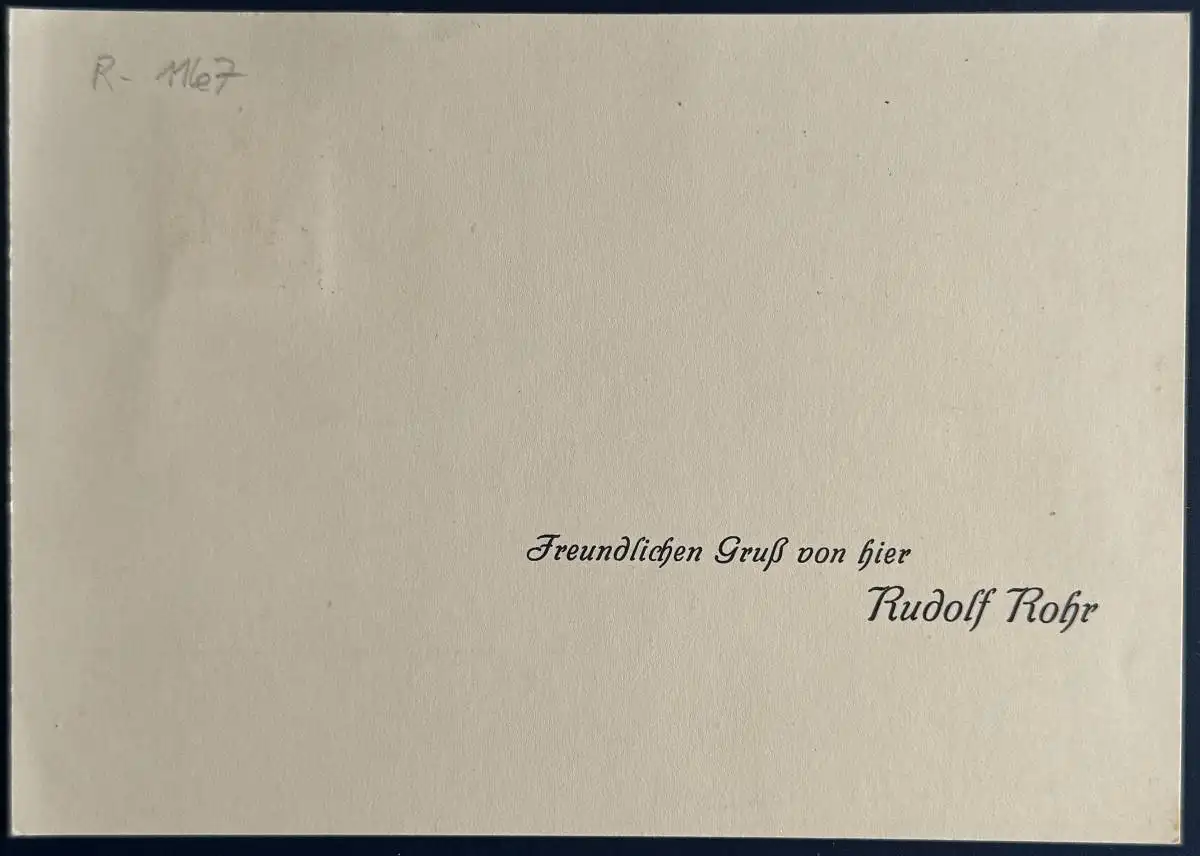 R- 1167
Freundlichen Gruß von hier
Rudolf Rohr